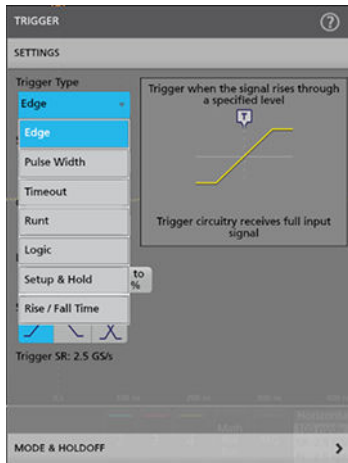 TRIGGER
?
SETTINGS
Trigger Type
Edge
Edge
Pulse Width
Timeout
Runt
Logic
Setup & Hold
Rise / Fall Time
Trigger when the signal rises through
a specified level
T
Trigger circuitry receives full input
signal
to
%
Trigger SR: 2.5 GS/s
Horizontal
Math
MODE & HOLDOFF